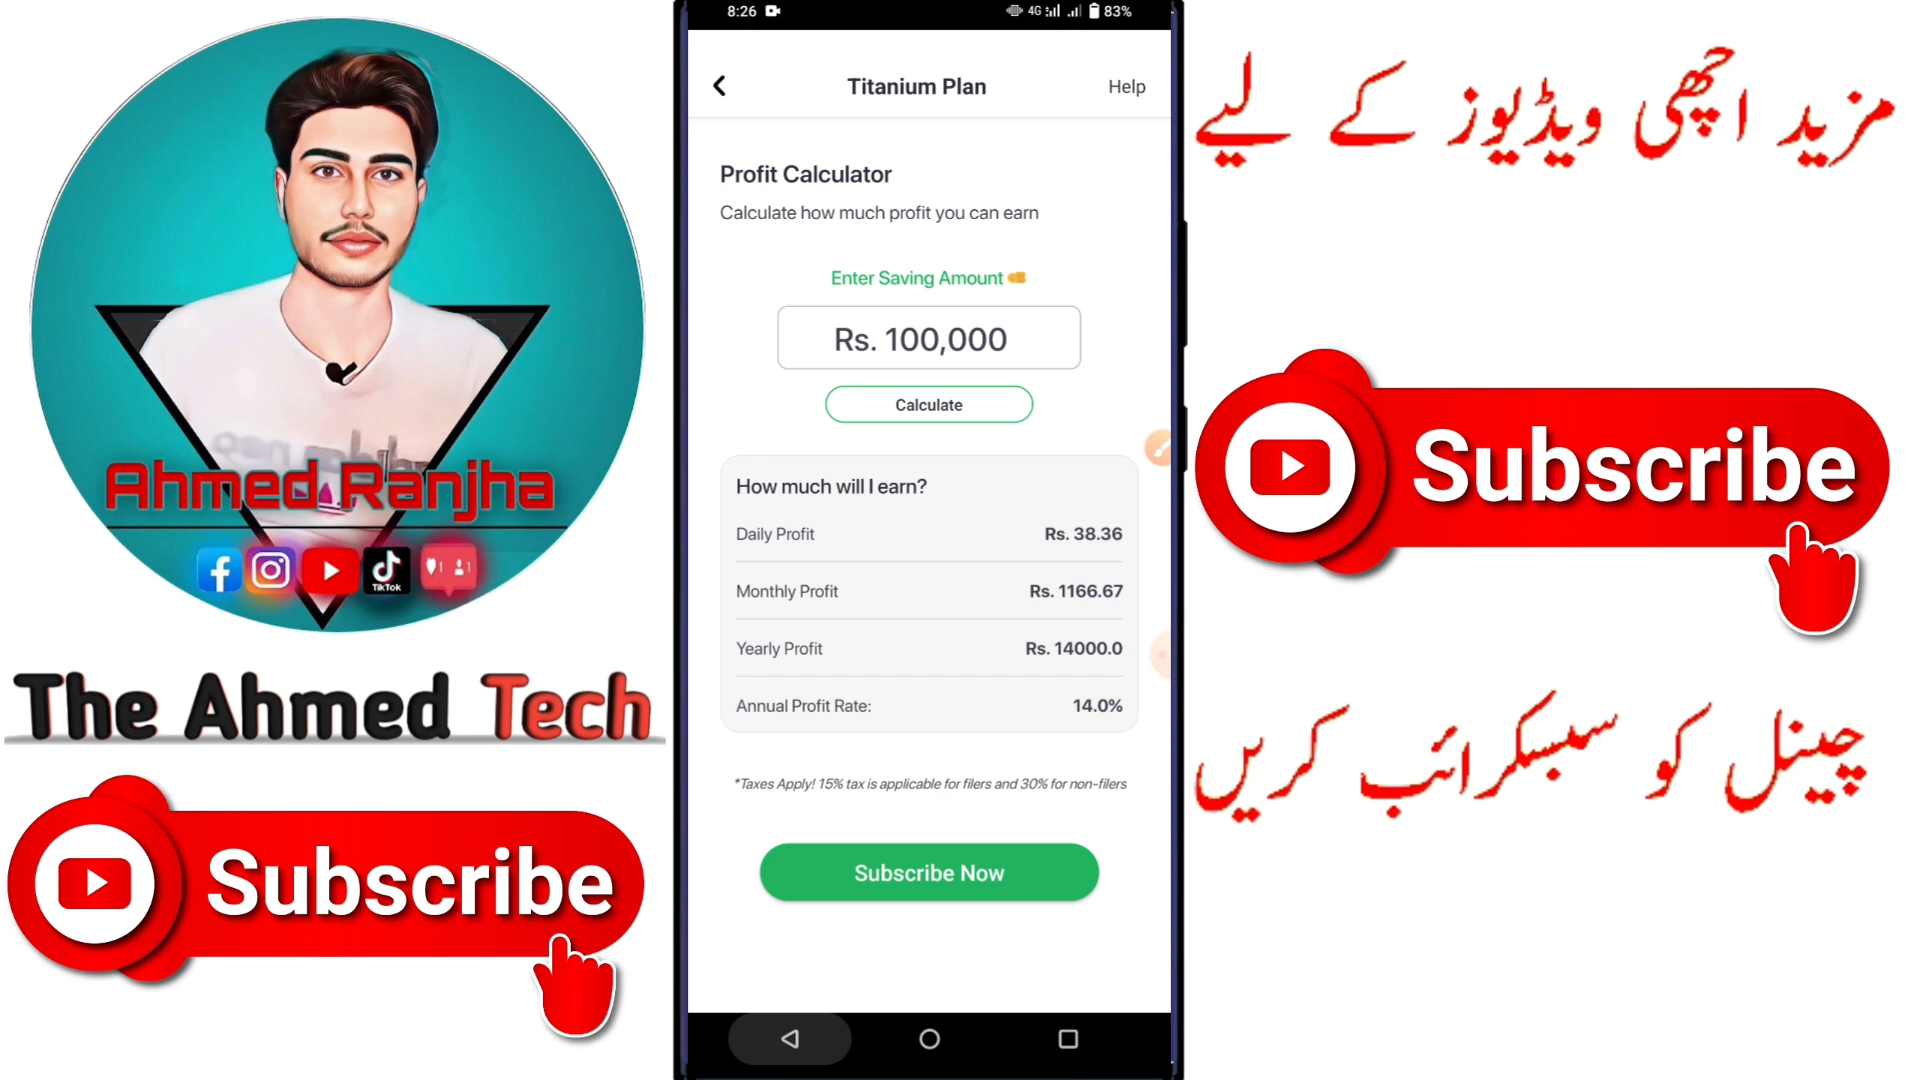 Ahmed Ranjha
TikTok
1 1
The Ahmed Tech
Subscribe
8:26
4G
83%
Titanium Plan
Help
Profit Calculator
Calculate how much profit you can earn
Enter Saving Amount
Rs. 100,000
Calculate
How much will I earn?
Daily Profit Rs. 38.36
Monthly Profit Rs. 1166.67
Yearly Profit Rs. 14000.0
Annual Profit Rate: 14.0%
*Taxes Apply! 15% tax is applicable for filers and 30% for non-filers
Subscribe Now
مزید اچھی ویڈیوز کے لیے
Subscribe
چینل کو سبسکرائب کریں